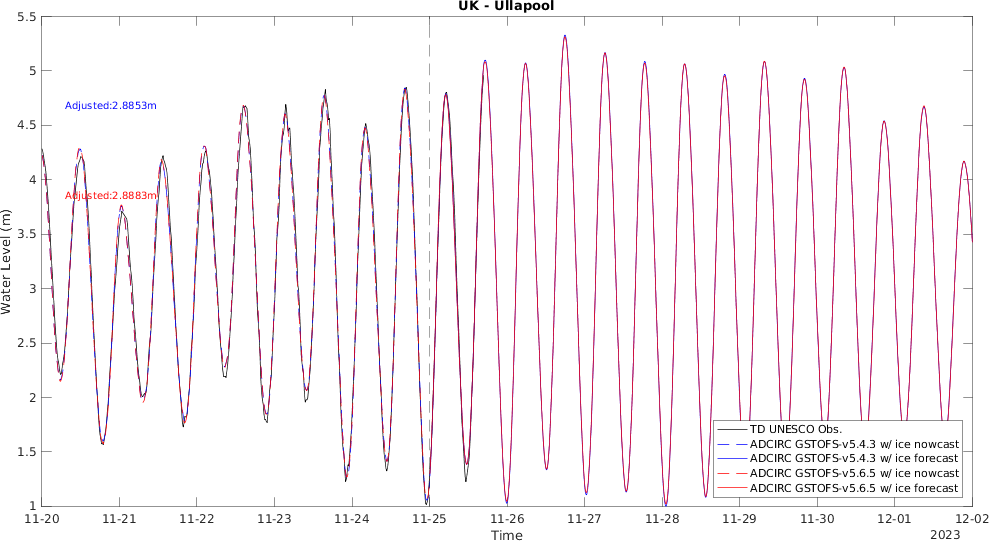 UK - Ullapool
5.5
5
4.5
4
3.5
3
2.5
2
1.5
1
Water Level (m)
Adjusted:2.8853m
Adjusted:2.8883m
TD UNESCO Obs.
ADCIRC GSTOFS-v5.4.3 w/ ice nowcast
ADCIRC GSTOFS-v5.4.3 w/ ice forecast
ADCIRC GSTOFS-v5.6.5 w/ ice nowcast
ADCIRC GSTOFS-v5.6.5 w/ ice forecast
11-20 11-21 11-22 11-23 11-24 11-25 11-26 11-27 11-28 11-29 11-30 12-01 12-02
Time
2023